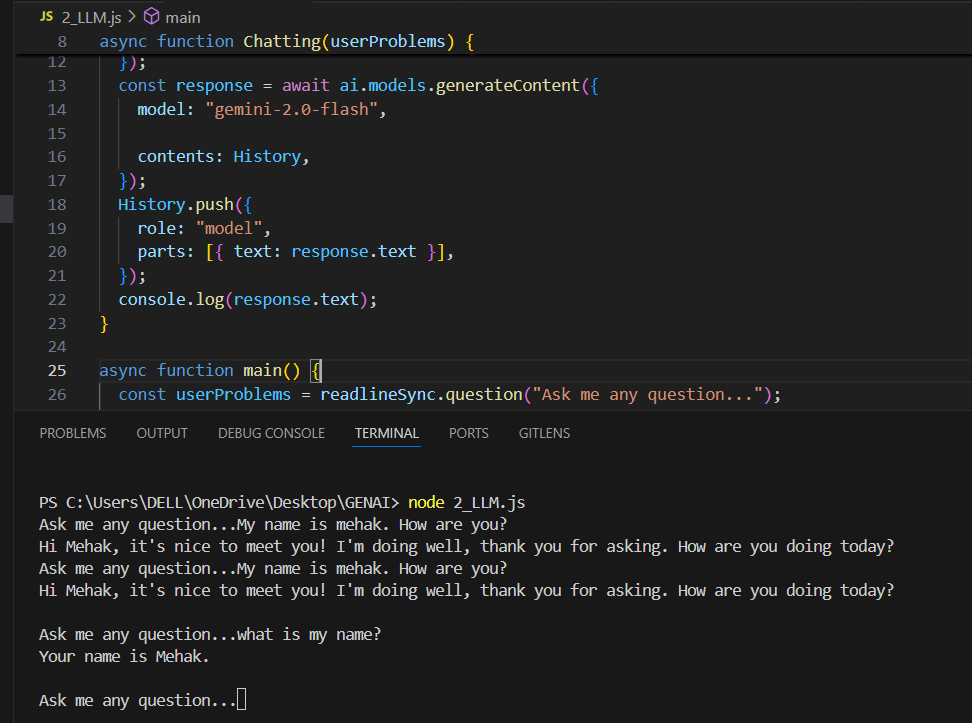 JS 2_LLM.js > main
8 async function Chatting(userProblems) {
12 });
13 const response = await ai.models.generateContent({
14 model: "gemini-2.0-flash",
15
16 contents: History,
17 });
18 History.push({
19 role: "model",
20 parts: [{ text: response.text }],
21 });
22 console.log(response.text);
23 }
24
25 async function main() {
26 const userProblems = readlineSync.question("Ask me any question...");
PROBLEMS OUTPUT DEBUG CONSOLE TERMINAL PORTS GITLENS
PS C:\Users\DELL\OneDrive\Desktop\GENAI> node 2_LLM.js
Ask me any question...My name is mehak. How are you?
Hi Mehak, it's nice to meet you! I'm doing well, thank you for asking. How are you doing today?
Ask me any question...My name is mehak. How are you?
Hi Mehak, it's nice to meet you! I'm doing well, thank you for asking. How are you doing today?
Ask me any question...what is my name?
Your name is Mehak.
Ask me any question...